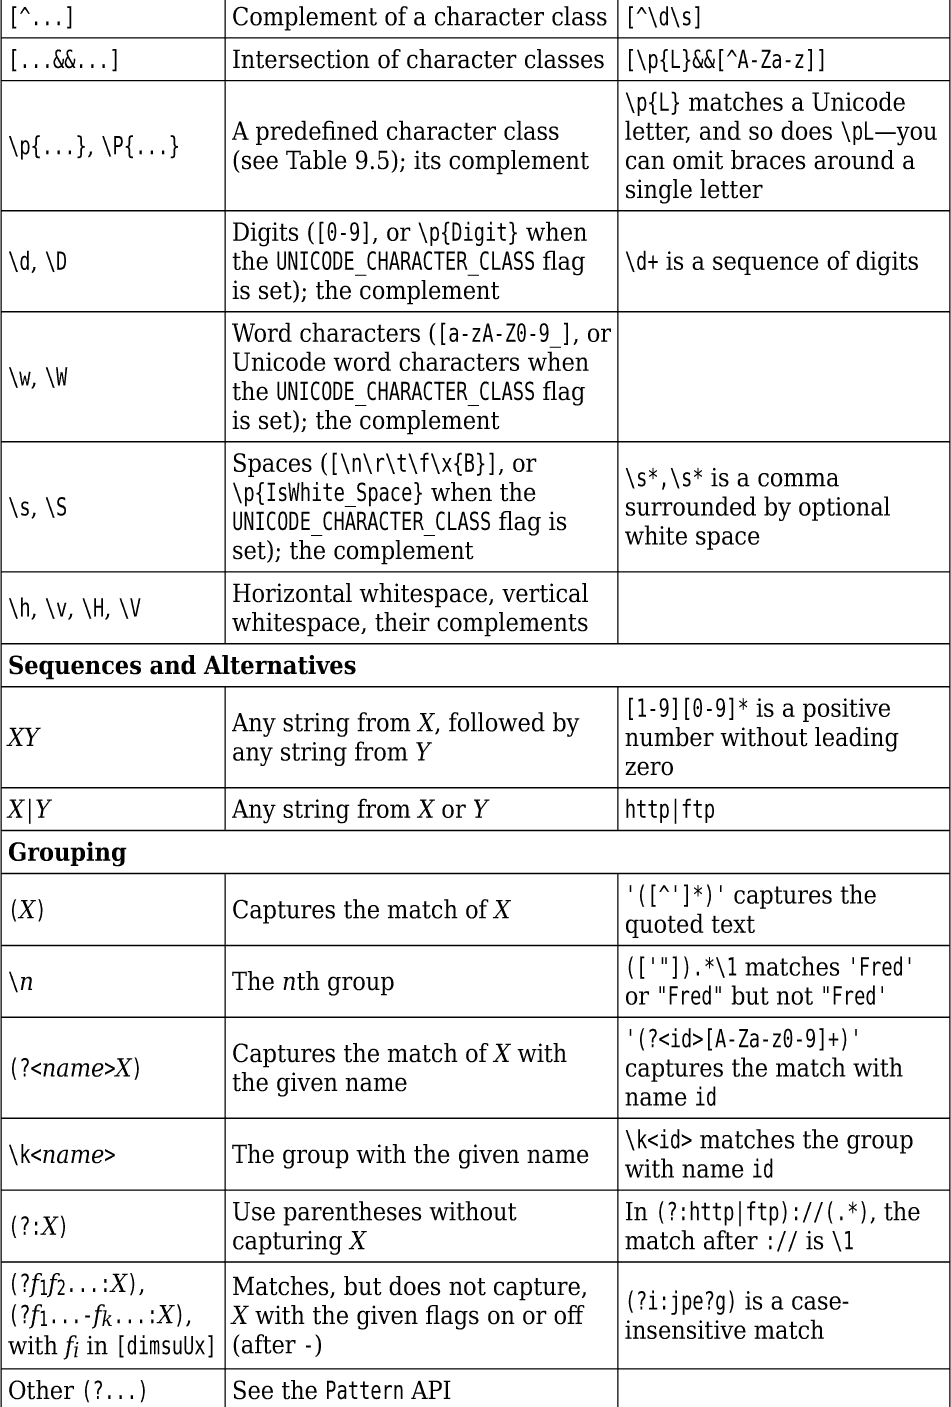 [^...]
Complement of a character class
[^\d\s]
[...&&...]
Intersection of character classes
[\p{L}&&[^A-Za-z]]
\p{...}, \P{...}
A predefined character class
(see Table 9.5); its complement
\p{L} matches a Unicode
letter, and so does \pL—you
can omit braces around a
single letter
\d, \D
Digits ([0-9], or \p{Digit} when
the UNICODE_CHARACTER_CLASS flag
is set); the complement
\d+ is a sequence of digits
\w, \W
Word characters ([a-zA-Z0-9_], or
Unicode word characters when
the UNICODE_CHARACTER_CLASS flag
is set); the complement
\s, \S
Spaces ([\n\r\t\f\x{B}], or
\p{IsWhite_Space} when the
UNICODE_CHARACTER_CLASS flag is
set); the complement
\s*,\s* is a comma
surrounded by optional
white space
\h, \v, \H, \V
Horizontal whitespace, vertical
whitespace, their complements
Sequences and Alternatives
XY
Any string from X, followed by
any string from Y
[1-9][0-9]* is a positive
number without leading
zero
X|Y
Any string from X or Y
http|ftp
Grouping
(X)
Captures the match of X
'([^']*)' captures the
quoted text
\n
The nth group
(['"]).*\1 matches 'Fred'
or "Fred" but not "Fred'
(?<name>X)
Captures the match of X with
the given name
'(?<id>[A-Za-z0-9]+)'
captures the match with
name id
\k<name>
The group with the given name
\k<id> matches the group
with name id
(?:X)
Use parentheses without
capturing X
In (?:http|ftp)://(.*), the
match after :// is \1
(?f1f2...:X),
(?f1...-fk...:X),
with fi in [dimsuUx]
Matches, but does not capture,
X with the given flags on or off
(after -)
(?i:jpe?g) is a case-
insensitive match
Other (?...)
See the Pattern API